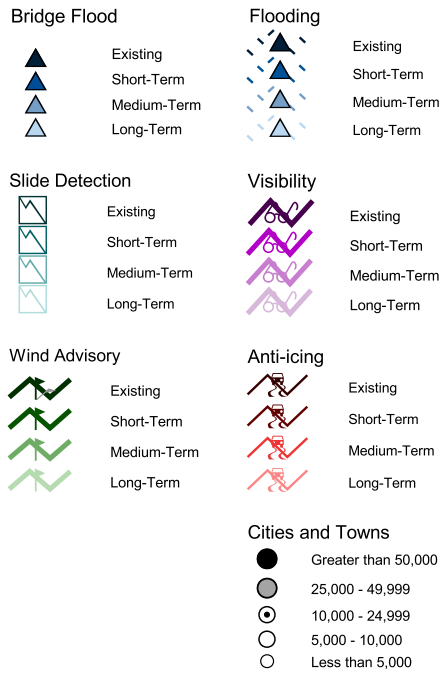 Bridge Flood
Existing
Short-Term
Medium-Term
Long-Term
Flooding
Existing
Short-Term
Medium-Term
Long-Term
Slide Detection
Existing
Short-Term
Medium-Term
Long-Term
Visibility
Existing
Short-Term
Medium-Term
Long-Term
Wind Advisory
Existing
Short-Term
Medium-Term
Long-Term
Anti-icing
Existing
Short-Term
Medium-Term
Long-Term
Cities and Towns
Greater than 50,000
25,000 - 49,999
10,000 - 24,999
5,000 - 10,000
Less than 5,000